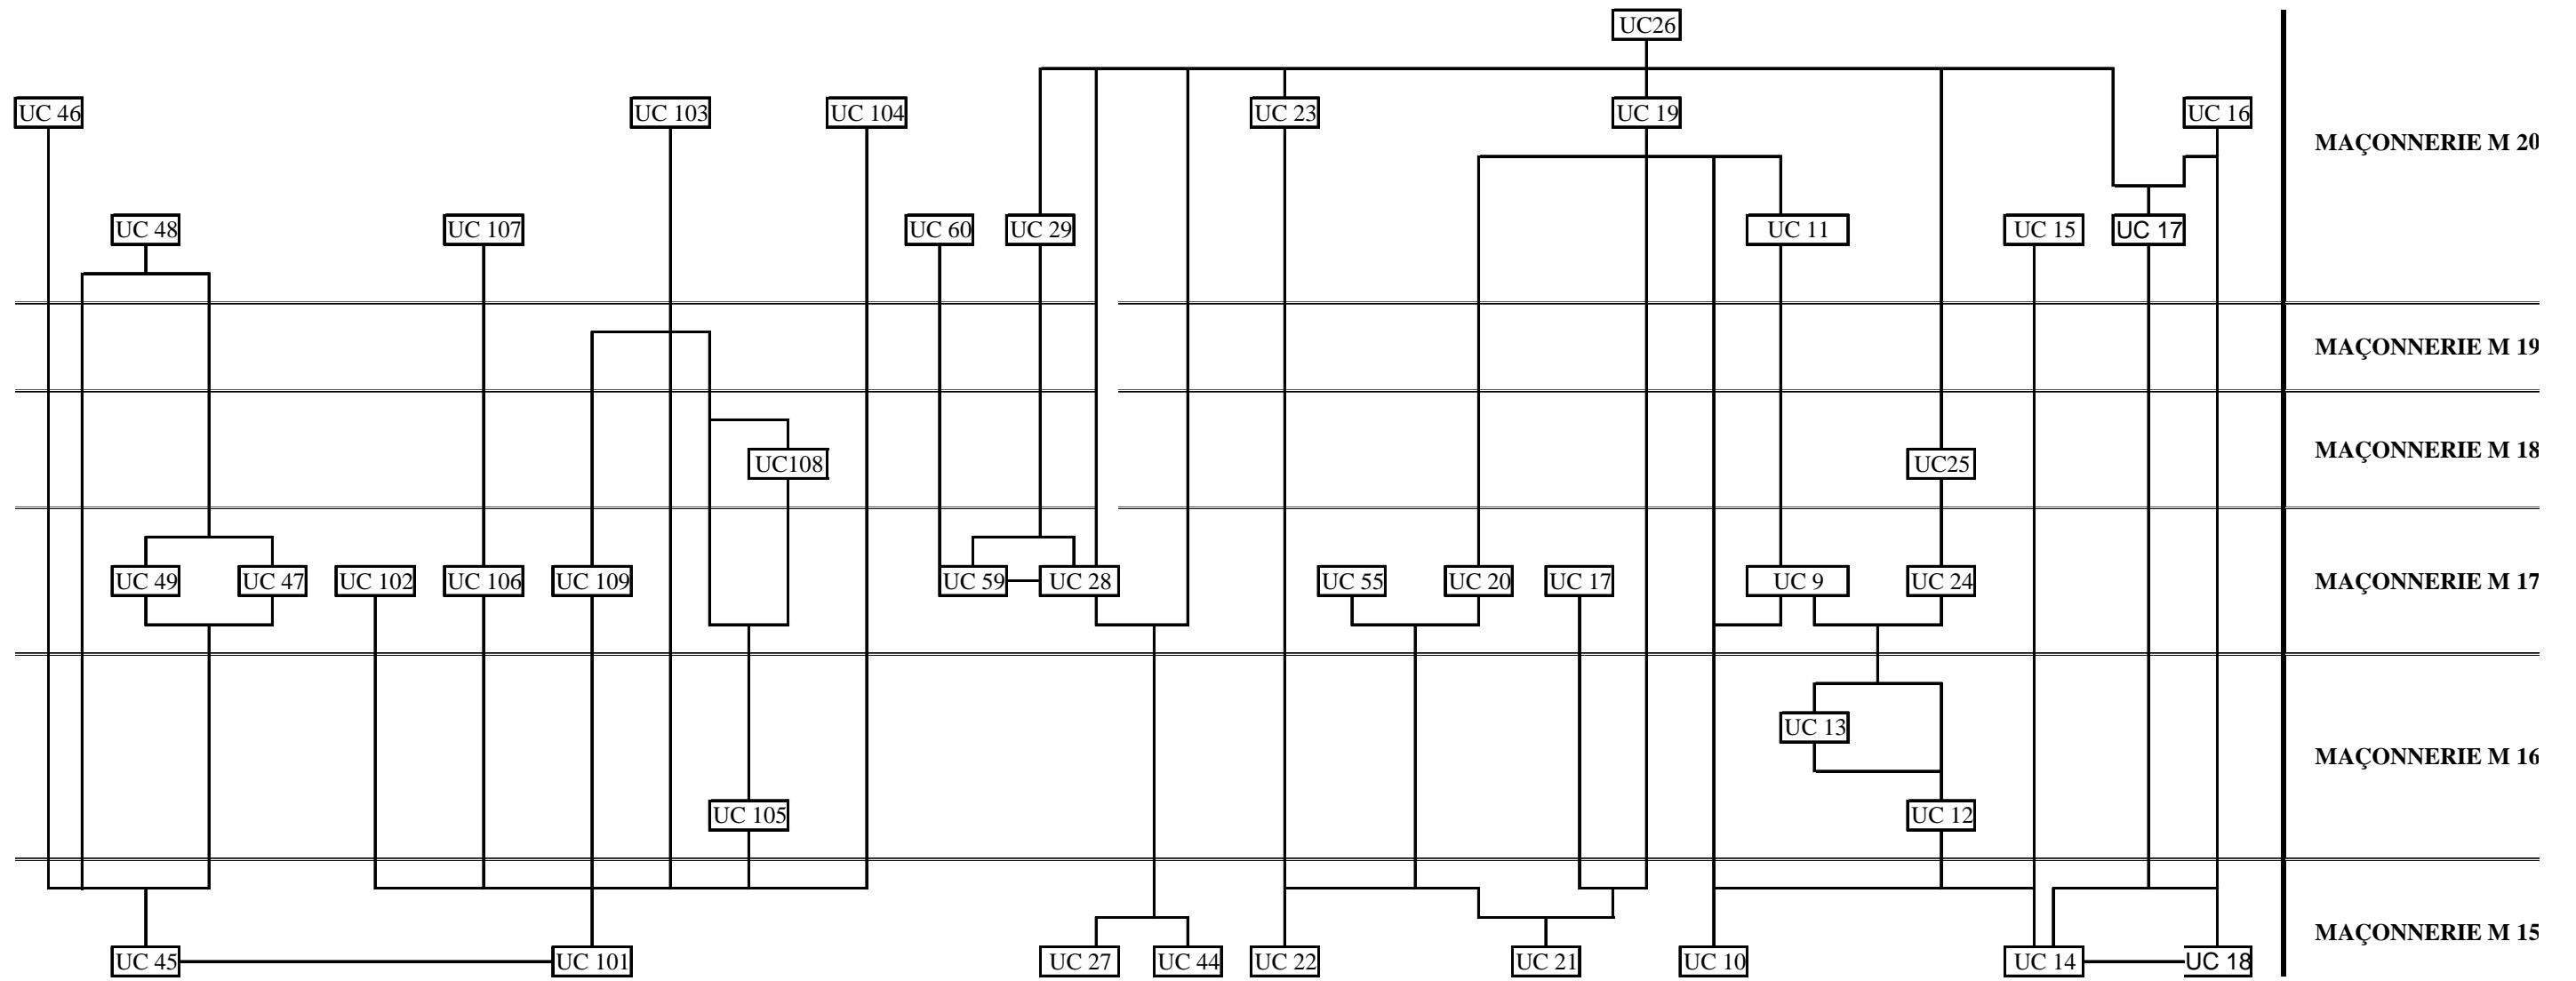 UC26
UC 46
UC 103
UC 104
UC 23
UC 19
UC 16
MAÇONNERIE M 20
UC 48
UC 107
UC 60
UC 29
UC 11
UC 15
UC 17
MAÇONNERIE M 19
UC108
UC25
MAÇONNERIE M 18
UC 49
UC 47
UC 102
UC 106
UC 109
UC 59
UC 28
UC 55
UC 20
UC 17
UC 9
UC 24
MAÇONNERIE M 17
UC 13
MAÇONNERIE M 16
UC 105
UC 12
MAÇONNERIE M 15
UC 45
UC 101
UC 27
UC 44
UC 22
UC 21
UC 10
UC 14
UC 18